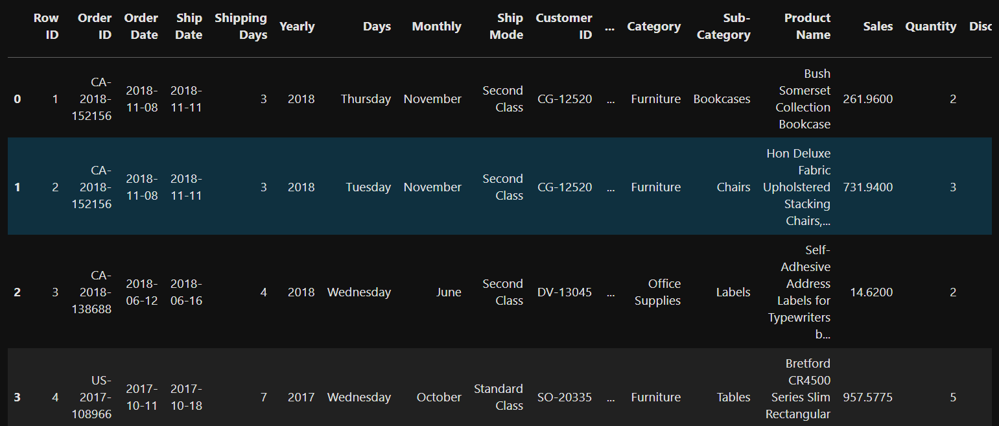 Row ID Order ID Order Date Ship Date Shipping Days Yearly Days Monthly Ship Mode Customer ID ... Category Sub-Category Product Name Sales Quantity Disc
0 1 CA-2018-152156 2018-11-08 2018-11-11 3 2018 Thursday November Second Class CG-12520 ... Furniture Bookcases Bush Somerset Collection Bookcase 261.9600 2
1 2 CA-2018-152156 2018-11-08 2018-11-11 3 2018 Tuesday November Second Class CG-12520 ... Furniture Chairs Hon Deluxe Fabric Upholstered Stacking Chairs,... 731.9400 3
2 3 CA-2018-138688 2018-06-12 2018-06-16 4 2018 Wednesday June Second Class DV-13045 ... Office Supplies Labels Self-Adhesive Address Labels for Typewriters b... 14.6200 2
3 4 US-2017-108966 2017-10-11 2017-10-18 7 2017 Wednesday October Standard Class SO-20335 ... Furniture Tables Bretford CR4500 Series Slim Rectangular 957.5775 5